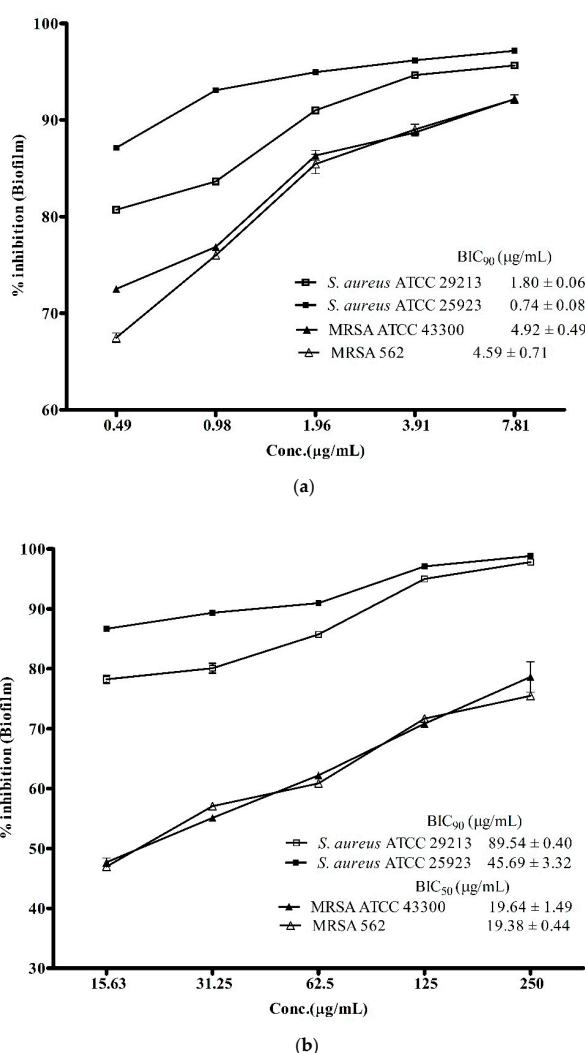 100
90
80
70
60
% inhibition (Biofilm)
BIC90 (µg/mL)
S. aureus ATCC 29213 1.80 ± 0.06
S. aureus ATCC 25923 0.74 ± 0.08
MRSA ATCC 43300 4.92 ± 0.49
MRSA 562 4.59 ± 0.71
0.49 0.98 1.96 3.91 7.81
Conc.(µg/mL)
(a)
100
90
80
70
60
50
40
30
% inhibition (Biofilm)
BIC90 (µg/mL)
S. aureus ATCC 29213 89.54 ± 0.40
S. aureus ATCC 25923 45.69 ± 3.32
BIC50 (µg/mL)
MRSA ATCC 43300 19.64 ± 1.49
MRSA 562 19.38 ± 0.44
15.63 31.25 62.5 125 250
Conc.(µg/mL)
(b)